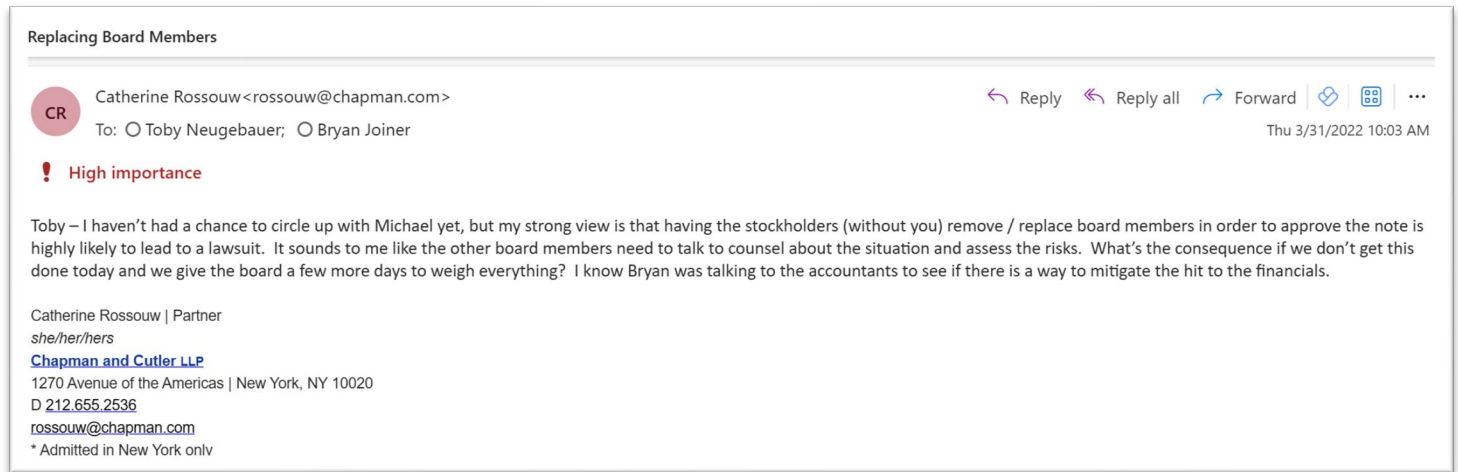 Replacing Board Members
CR
Catherine Rossouw<rossouw@chapman.com>
Reply Reply all Forward
To: Toby Neugebauer; Bryan Joiner
Thu 3/31/2022 10:03 AM
High importance
Toby – I haven't had a chance to circle up with Michael yet, but my strong view is that having the stockholders (without you) remove / replace board members in order to approve the note is
highly likely to lead to a lawsuit. It sounds to me like the other board members need to talk to counsel about the situation and assess the risks. What's the consequence if we don't get this
done today and we give the board a few more days to weigh everything? I know Bryan was talking to the accountants to see if there is a way to mitigate the hit to the financials.
Catherine Rossouw | Partner
she/her/hers
Chapman and Cutler LLP
1270 Avenue of the Americas | New York, NY 10020
D 212.655.2536
rossouw@chapman.com
* Admitted in New York only